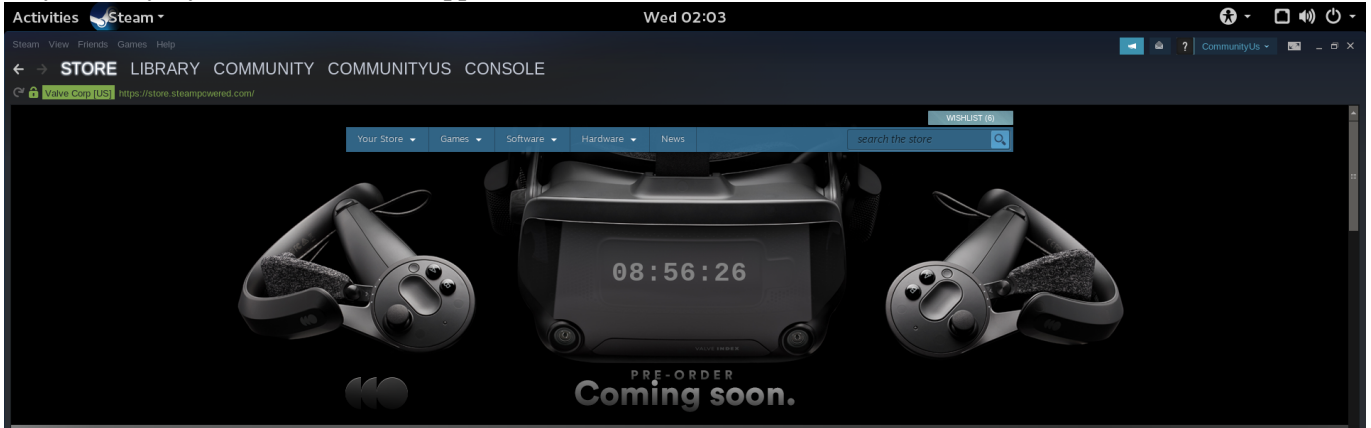 Activities Steam Wed 02:03
Steam View Friends Games Help ? CommunityUs
STORE LIBRARY COMMUNITY COMMUNITYUS CONSOLE
Valve Corp [US] https://store.steampowered.com/
WISHLIST (6)
Your Store Games Software Hardware News search the store
08:56:26
VALVE INDEX
PRE-ORDER
Coming soon.